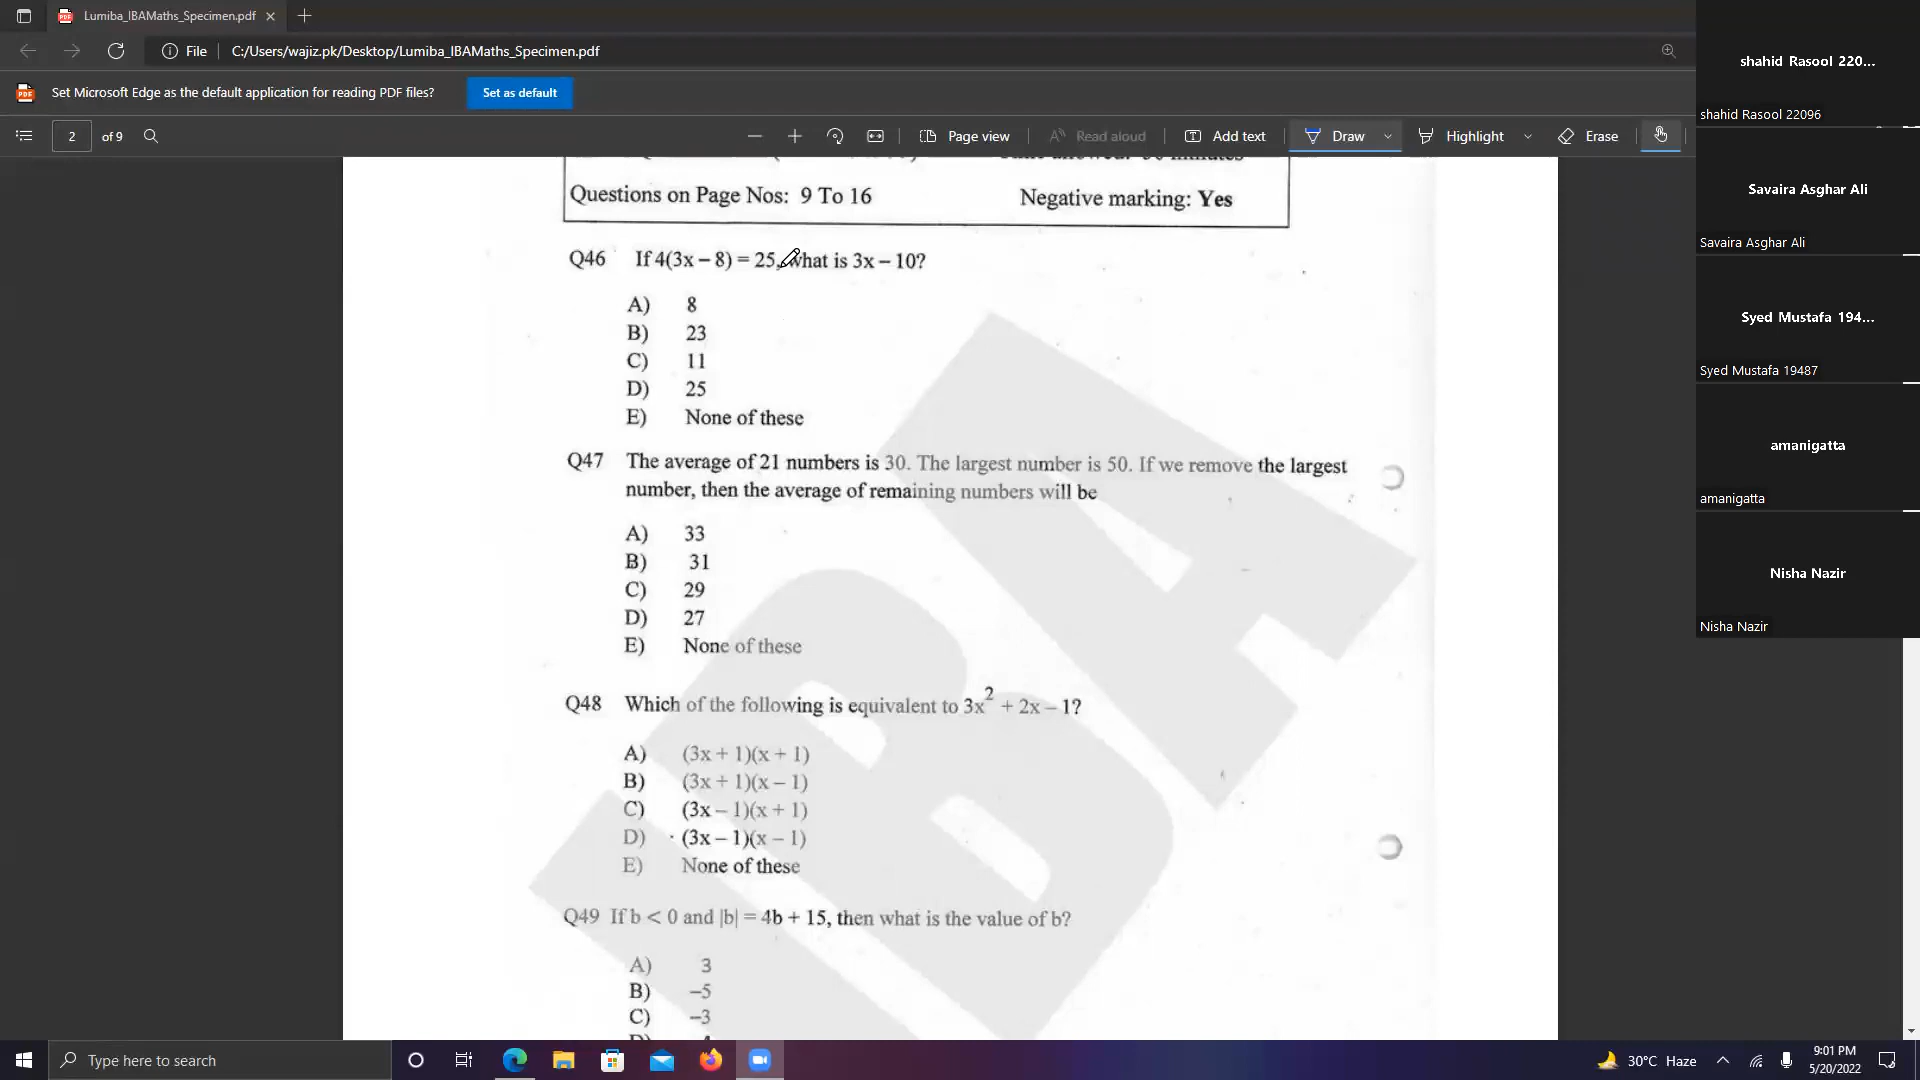 Lumiba_IBAMaths_Specimen.pdf
File C:/Users/wajiz.pk/Desktop/Lumiba_IBAMaths_Specimen.pdf
Set Microsoft Edge as the default application for reading PDF files? Set as default
2 of 9 Page view Read aloud Add text Draw Highlight Erase
Questions on Page Nos: 9 To 16 Negative marking: Yes
Q46 If 4(3x – 8) = 25, what is 3x – 10?
A) 8
B) 23
C) 11
D) 25
E) None of these
Q47 The average of 21 numbers is 30. The largest number is 50. If we remove the largest
number, then the average of remaining numbers will be
A) 33
B) 31
C) 29
D) 27
E) None of these
Q48 Which of the following is equivalent to 3x² + 2x – 1?
A) (3x + 1)(x + 1)
B) (3x + 1)(x – 1)
C) (3x – 1)(x + 1)
D) (3x – 1)(x – 1)
E) None of these
Q49 If b < 0 and |b| = 4b + 15, then what is the value of b?
A) 3
B) –5
C) –3
IBA
shahid Rasool 220...
shahid Rasool 22096
Savaira Asghar Ali
Savaira Asghar Ali
Syed Mustafa 194...
Syed Mustafa 19487
amanigatta
amanigatta
Nisha Nazir
Nisha Nazir
Type here to search
30°C Haze
9:01 PM
5/20/2022